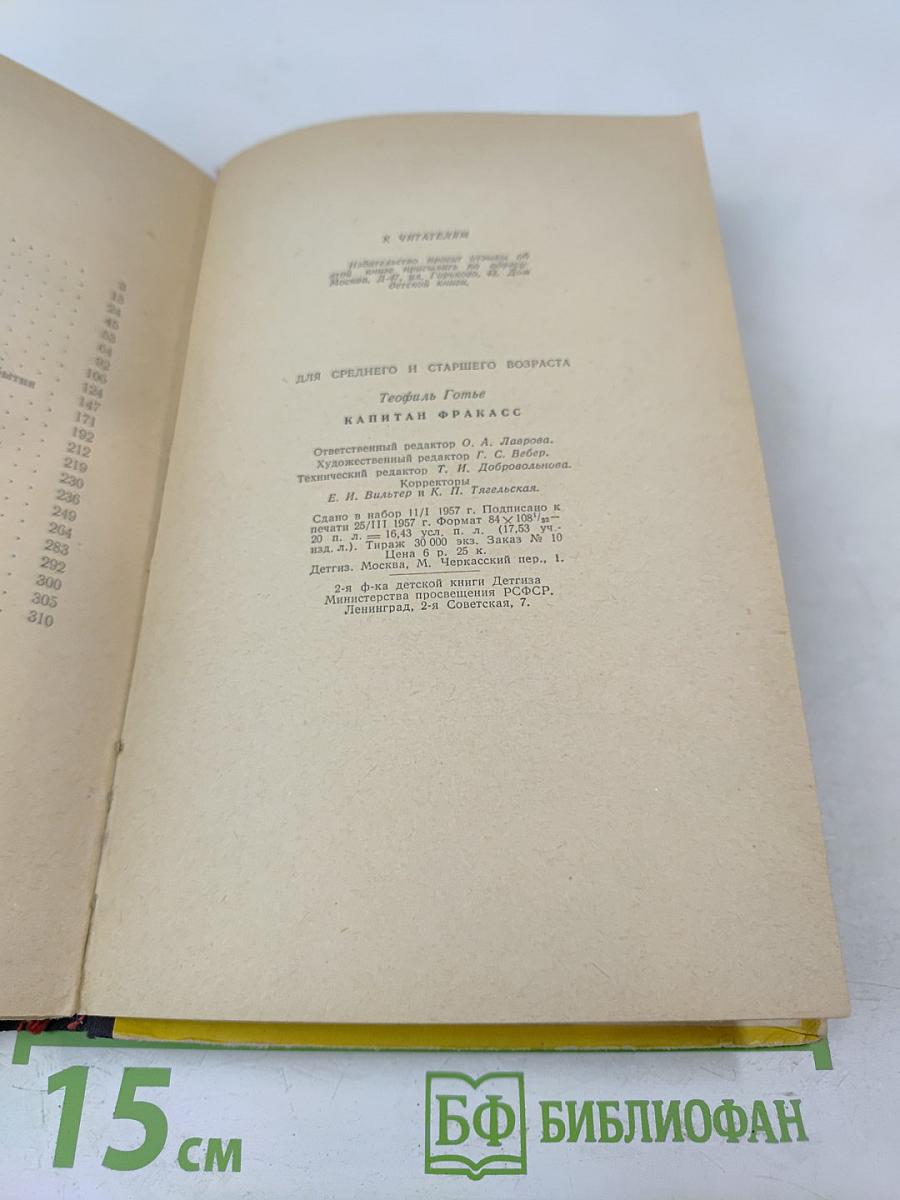 бытия
9
13
24
45
53
64
92
106
124
147
171
192
212
219
230
236
249
264
283
292
300
305
310
К ЧИТАТЕЛЯМ
Издательство просит отзывы об
этой книге присылать по адресу:
Москва, Д-47, ул. Горького, 43. Дом
детской книги.
ДЛЯ СРЕДНЕГО И СТАРШЕГО ВОЗРАСТА
Теофиль Готье
КАПИТАН ФРАКАСС
Ответственный редактор О. А. Лаврова.
Художественный редактор Г. С. Вебер.
Технический редактор Т. И. Добровольнова.
Корректоры
Е. И. Вильтер и К. П. Тягельская.
Сдано в набор 11/I 1957 г. Подписано к
печати 25/III 1957 г. Формат 84 × 108¹/₃₂—
20 п. л. = 16,43 усл. п. л. (17,53 уч.-
изд. л.). Тираж 30 000 экз. Заказ № 10
Цена 6 р. 25 к.
Детгиз. Москва, М. Черкасский пер., 1.
2-я ф-ка детской книги Детгиза
Министерства просвещения РСФСР.
Ленинград, 2-я Советская, 7.
15 см
БФ БИБЛИОФАН